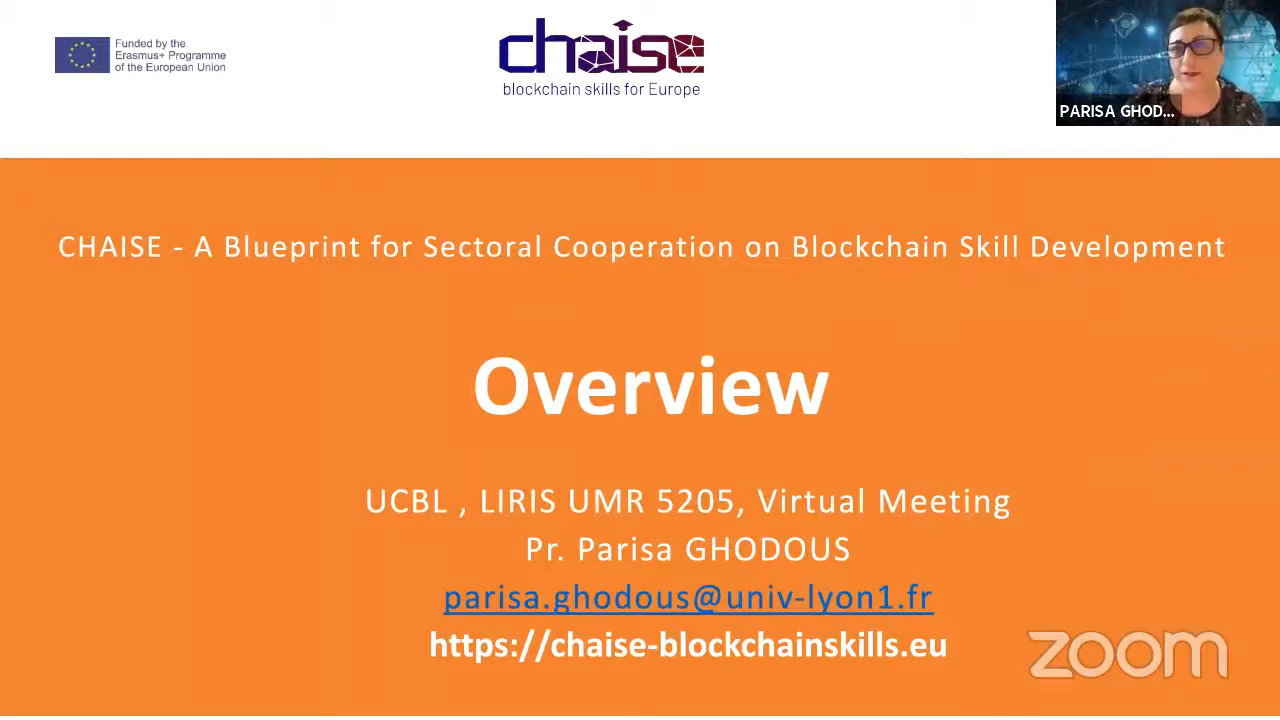 Funded by the
Erasmus+ Programme
of the European Union
chaise
blockchain skills for Europe
PARISA GHOD...
CHAISE - A Blueprint for Sectoral Cooperation on Blockchain Skill Development
Overview
UCBL , LIRIS UMR 5205, Virtual Meeting
Pr. Parisa GHODOUS
parisa.ghodous@univ-lyon1.fr
https://chaise-blockchainskills.eu
zoom